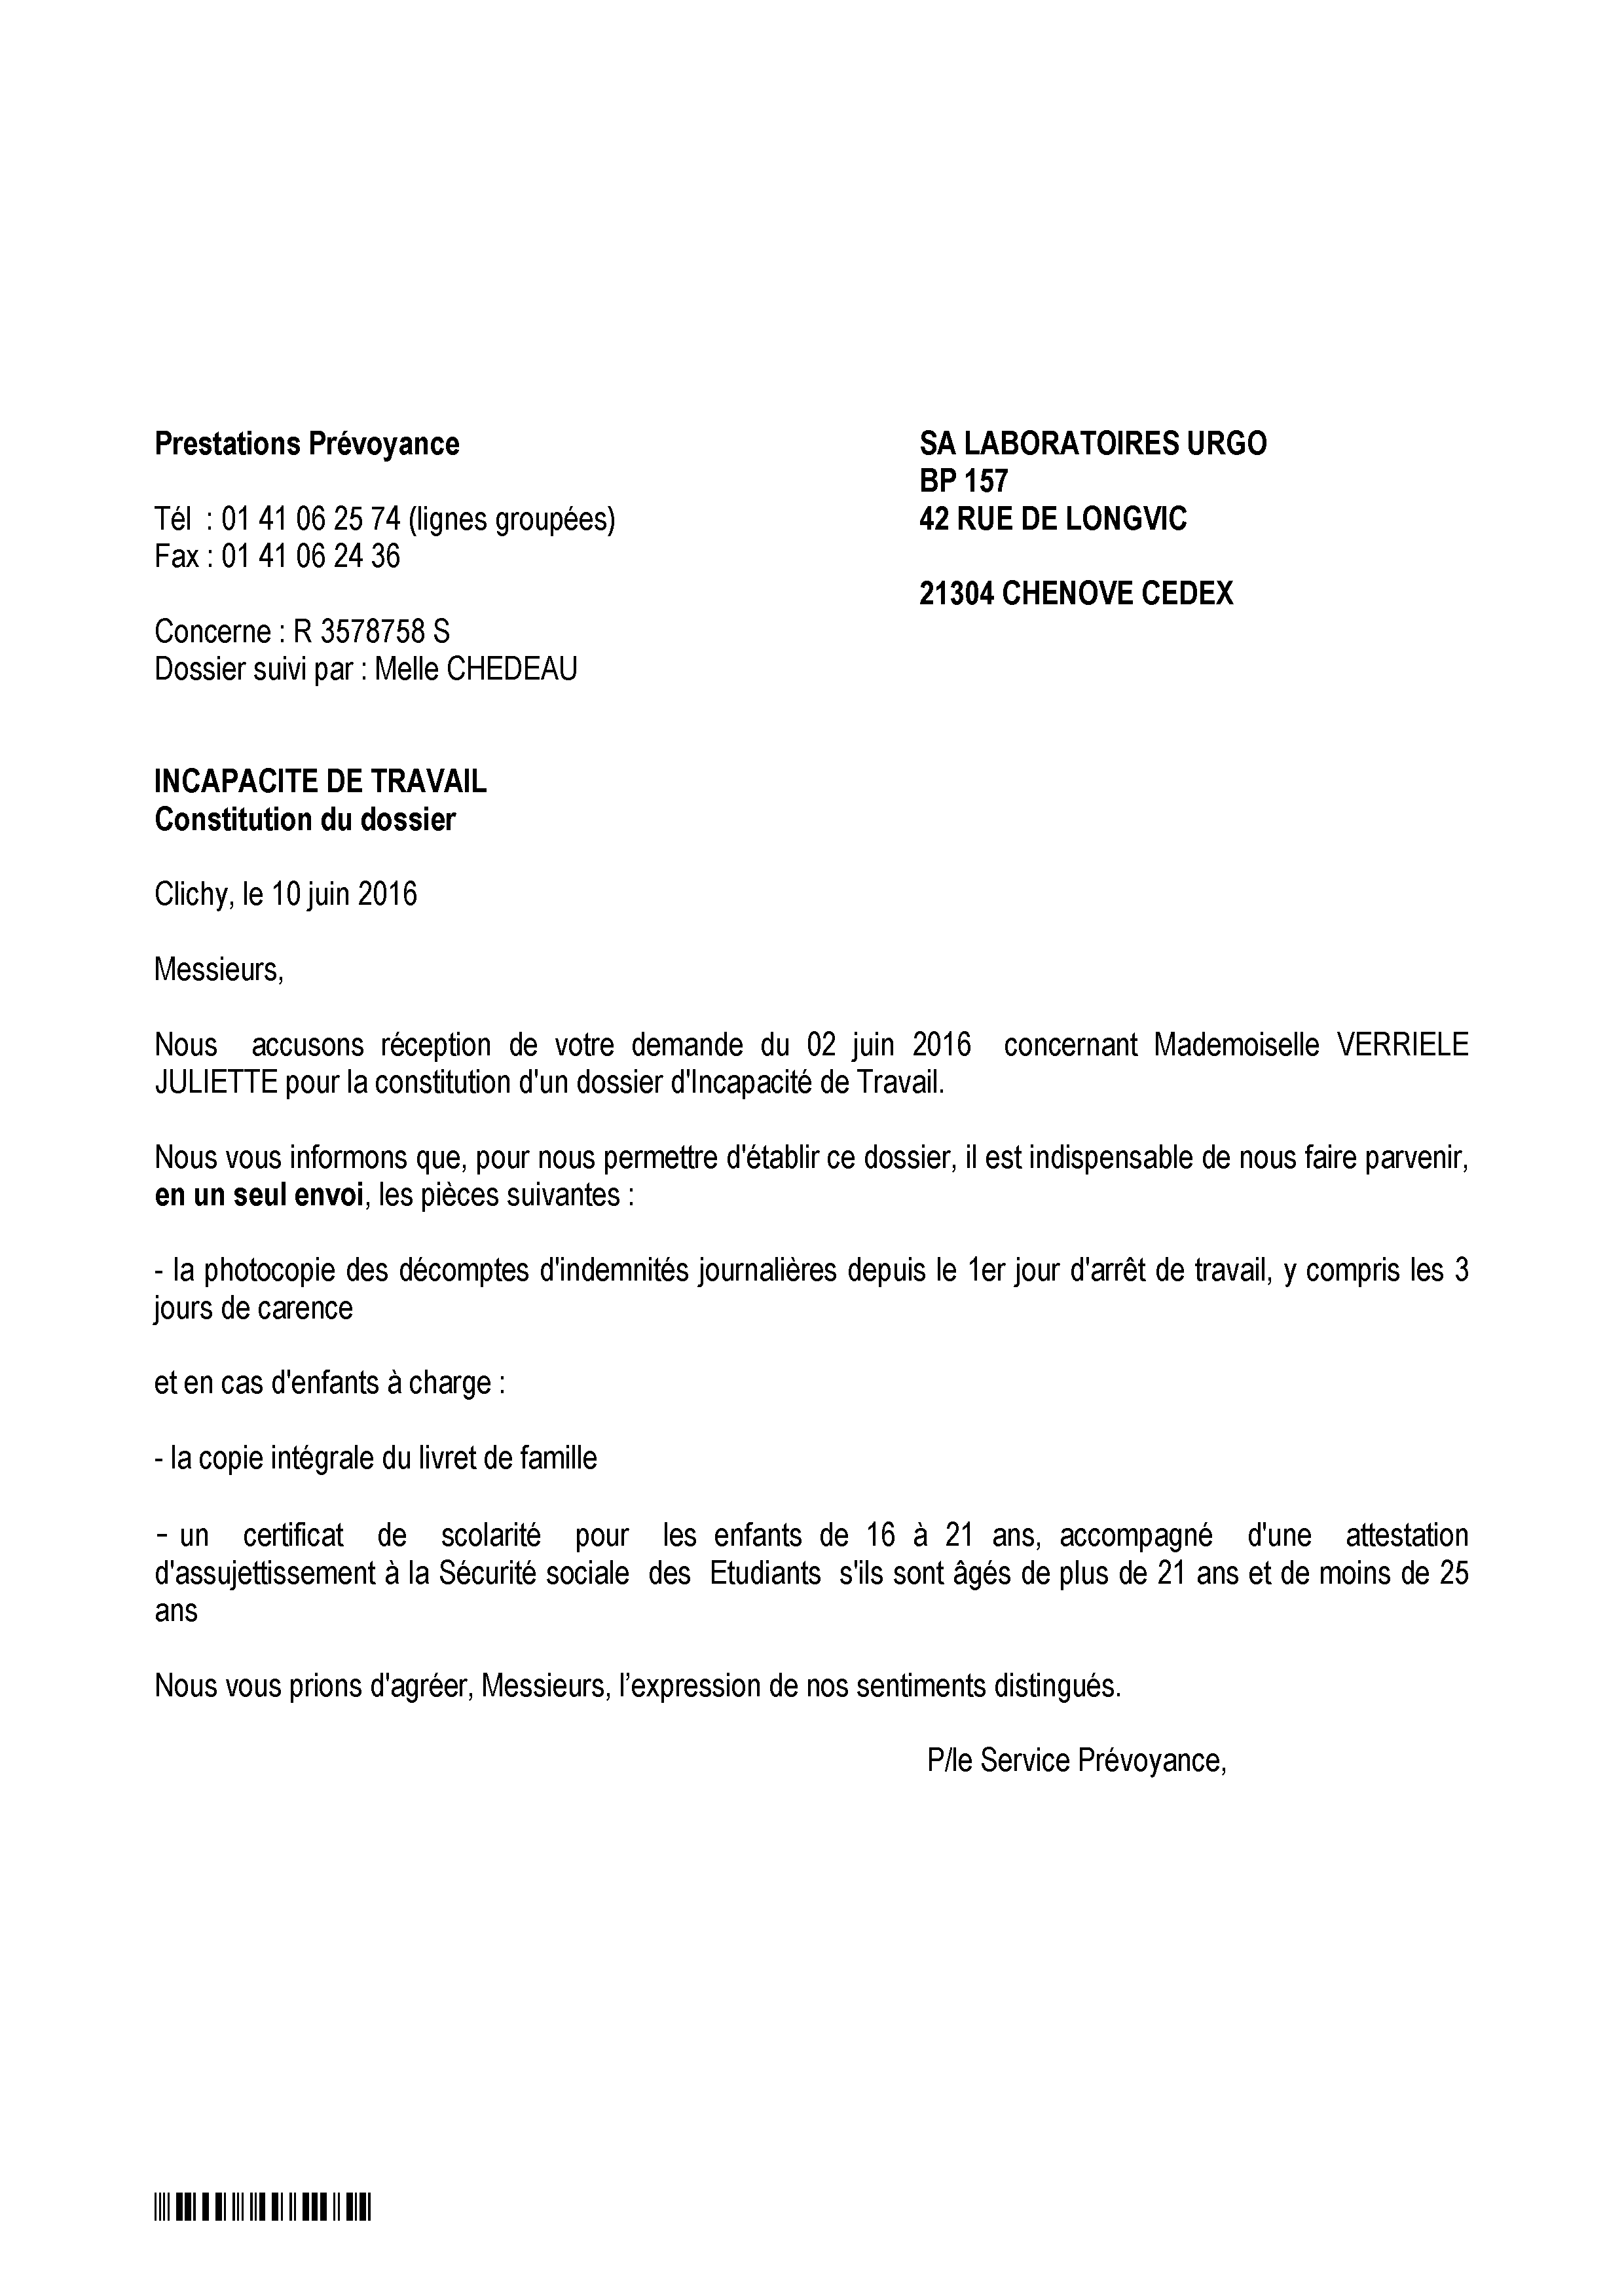 Prestations Prévoyance
Tél  : 01 41 06 25 74 (lignes groupées)
Fax : 01 41 06 24 36
Concerne : R 3578758 S
Dossier suivi par : Melle CHEDEAU
SA LABORATOIRES URGO
BP 157
42 RUE DE LONGVIC
21304 CHENOVE CEDEX
INCAPACITE DE TRAVAIL
Constitution du dossier
Clichy, le 10 juin 2016
Messieurs,
Nous accusons réception de votre demande du 02 juin 2016 concernant Mademoiselle VERRIELE
JULIETTE pour la constitution d'un dossier d'Incapacité de Travail.
Nous vous informons que, pour nous permettre d'établir ce dossier, il est indispensable de nous faire parvenir,
en un seul envoi, les pièces suivantes :
- la photocopie des décomptes d'indemnités journalières depuis le 1er jour d'arrêt de travail, y compris les 3
jours de carence
et en cas d'enfants à charge :
- la copie intégrale du livret de famille
- un certificat de scolarité pour les enfants de 16 à 21 ans, accompagné d'une attestation
d'assujettissement à la Sécurité sociale des Etudiants s'ils sont âgés de plus de 21 ans et de moins de 25
ans
Nous vous prions d'agréer, Messieurs, l’expression de nos sentiments distingués.
P/le Service Prévoyance,